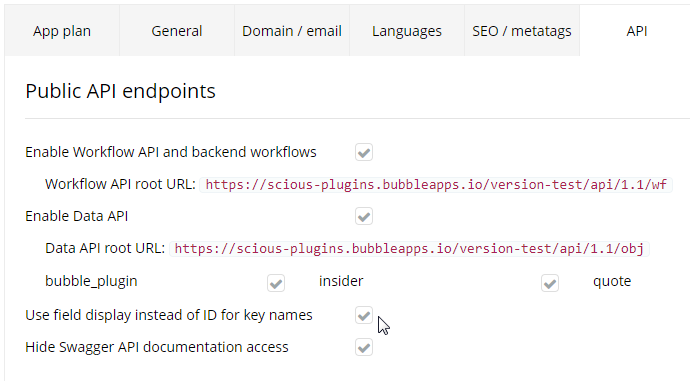 App plan General Domain / email Languages SEO / metatags API
Public API endpoints
Enable Workflow API and backend workflows
Workflow API root URL: https://scious-plugins.bubbleapps.io/version-test/api/1.1/wf
Enable Data API
Data API root URL: https://scious-plugins.bubbleapps.io/version-test/api/1.1/obj
bubble_plugin insider quote
Use field display instead of ID for key names
Hide Swagger API documentation access